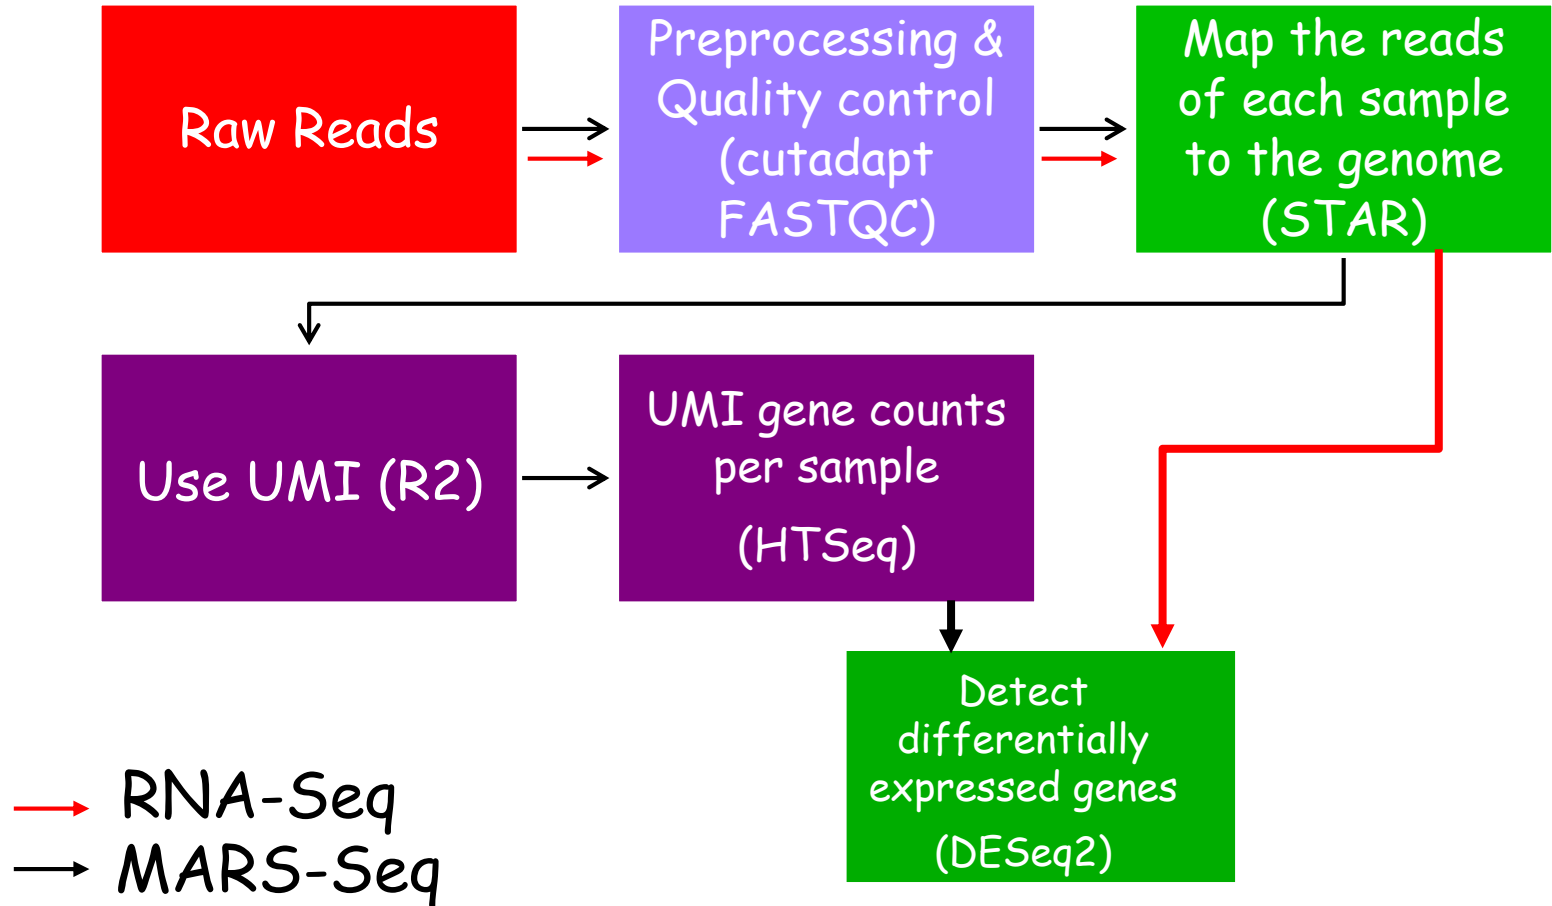 Raw Reads
Preprocessing &
Quality control
(cutadapt
FASTQC)
Map the reads
of each sample
to the genome
(STAR)
Use UMI (R2)
UMI gene counts
per sample
(HTSeq)
Detect
differentially
expressed genes
(DESeq2)
RNA-Seq
MARS-Seq